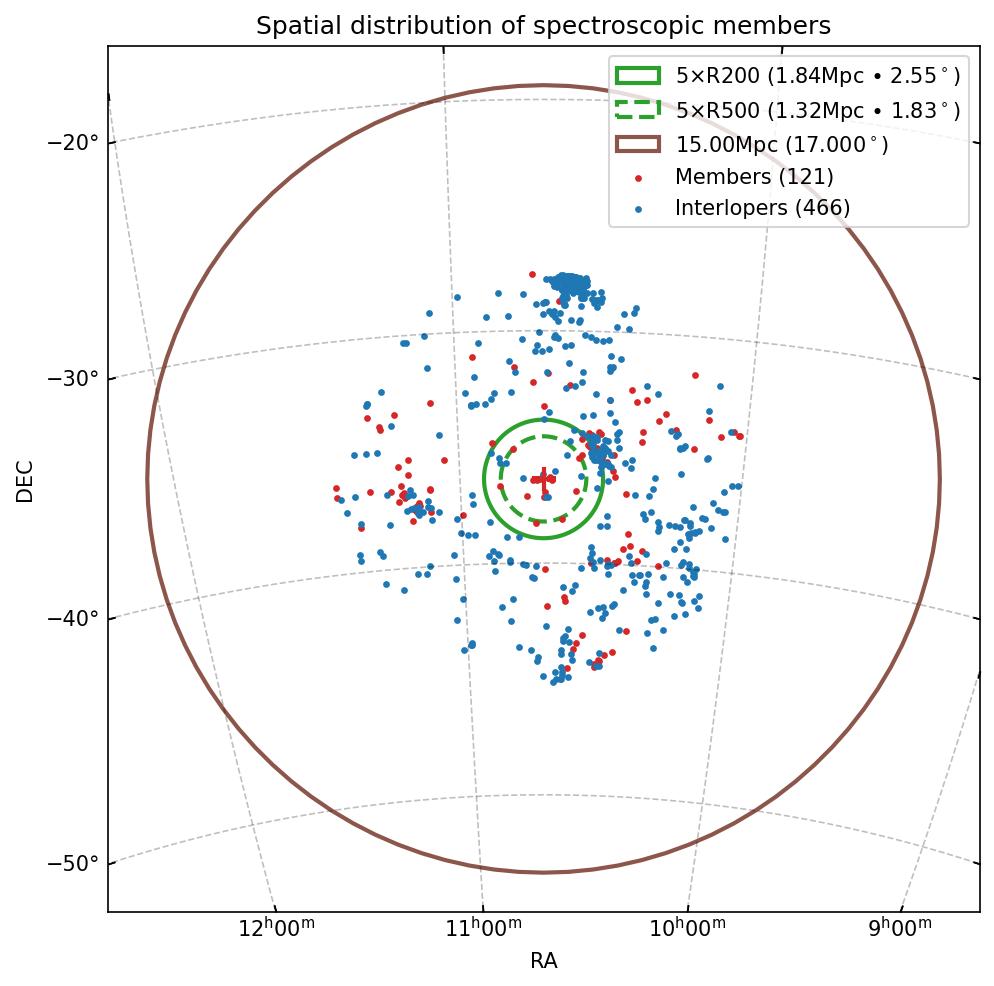 Spatial distribution of spectroscopic members
5×R200 (1.84Mpc • 2.55°)
5×R500 (1.32Mpc • 1.83°)
15.00Mpc (17.000°)
Members (121)
Interlopers (466)
−20°
−30°
DEC
−40°
−50°
12ʰ00ᵐ 11ʰ00ᵐ 10ʰ00ᵐ 9ʰ00ᵐ
RA